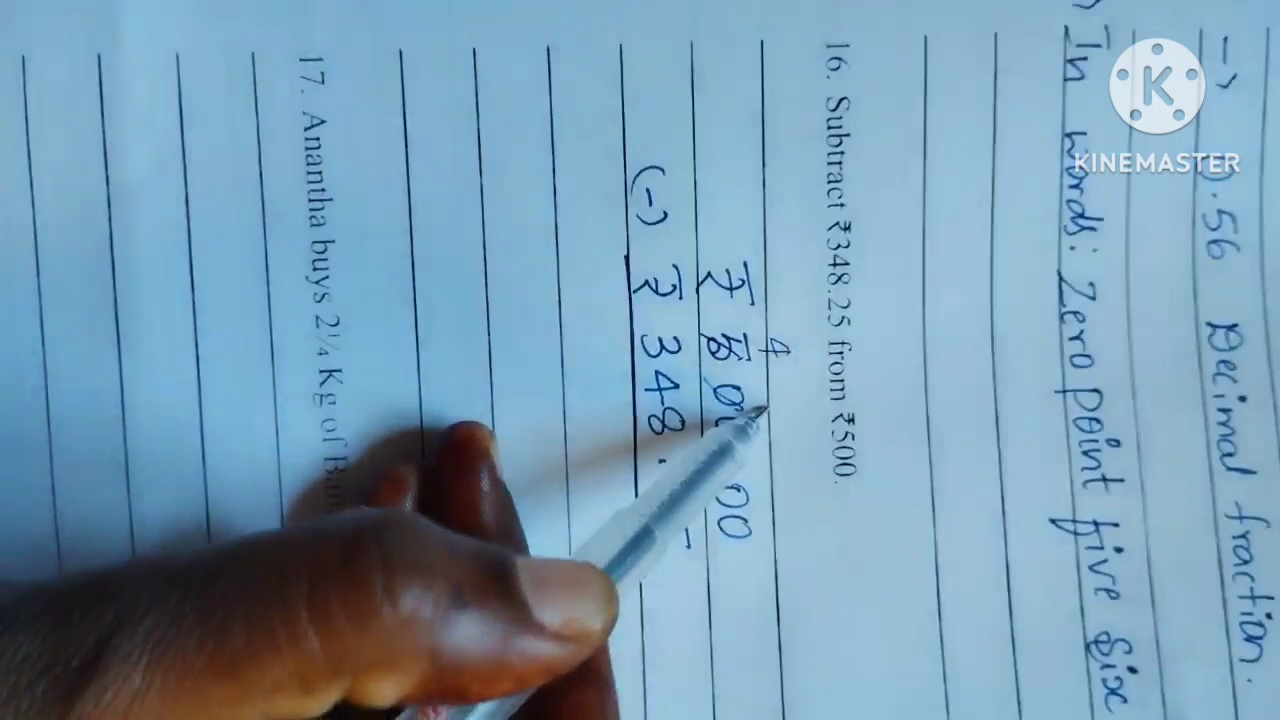 -> 0.56 Decimal fraction.
In words: Zero point five six
16. Subtract ₹348.25 from ₹500.
4
₹ 500 00
(-) ₹ 348.
17. Anantha buys 2¼ Kg of
KINEMASTER